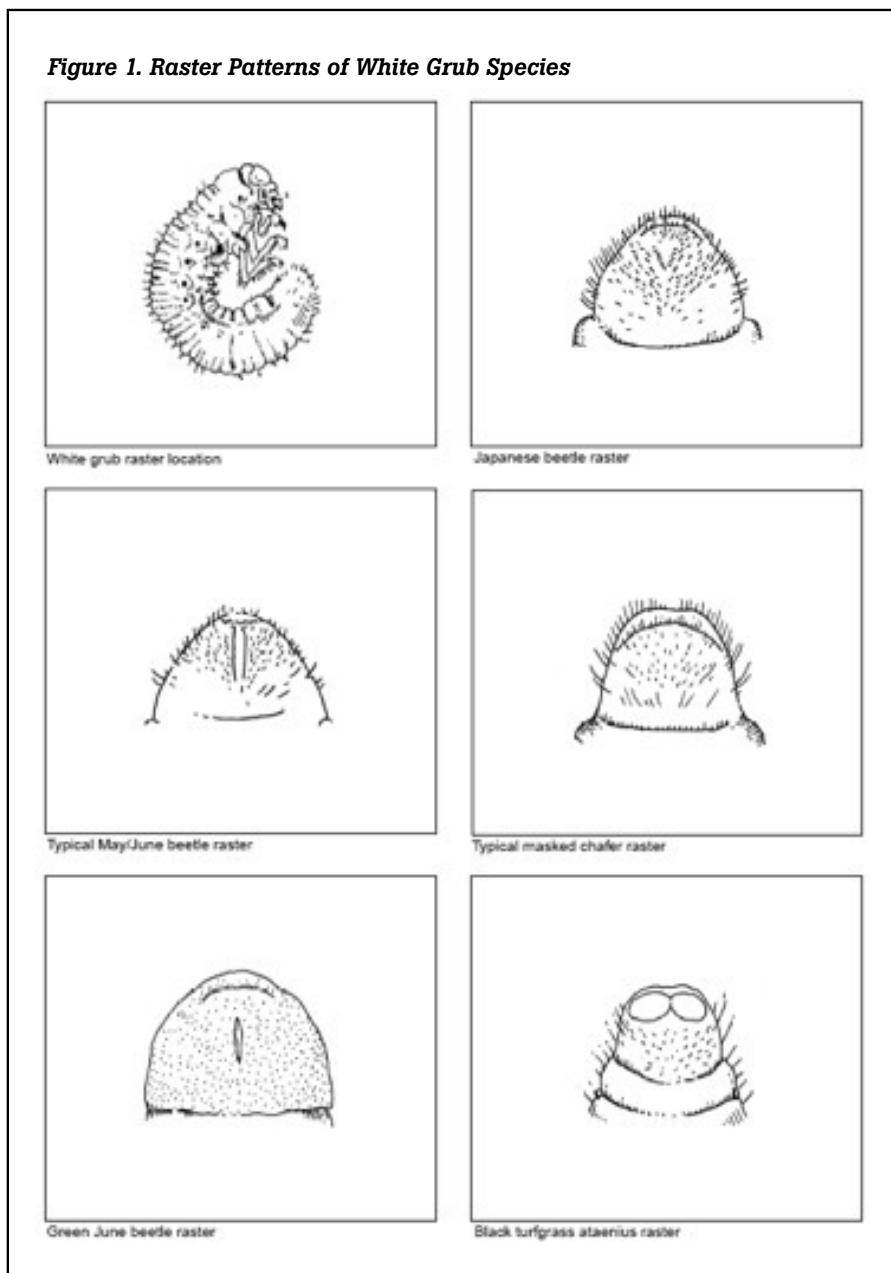 Figure 1. Raster Patterns of White Grub Species
White grub raster location
Japanese beetle raster
Typical May/June beetle raster
Typical masked chafer raster
Green June beetle raster
Black turfgrass ataenius raster